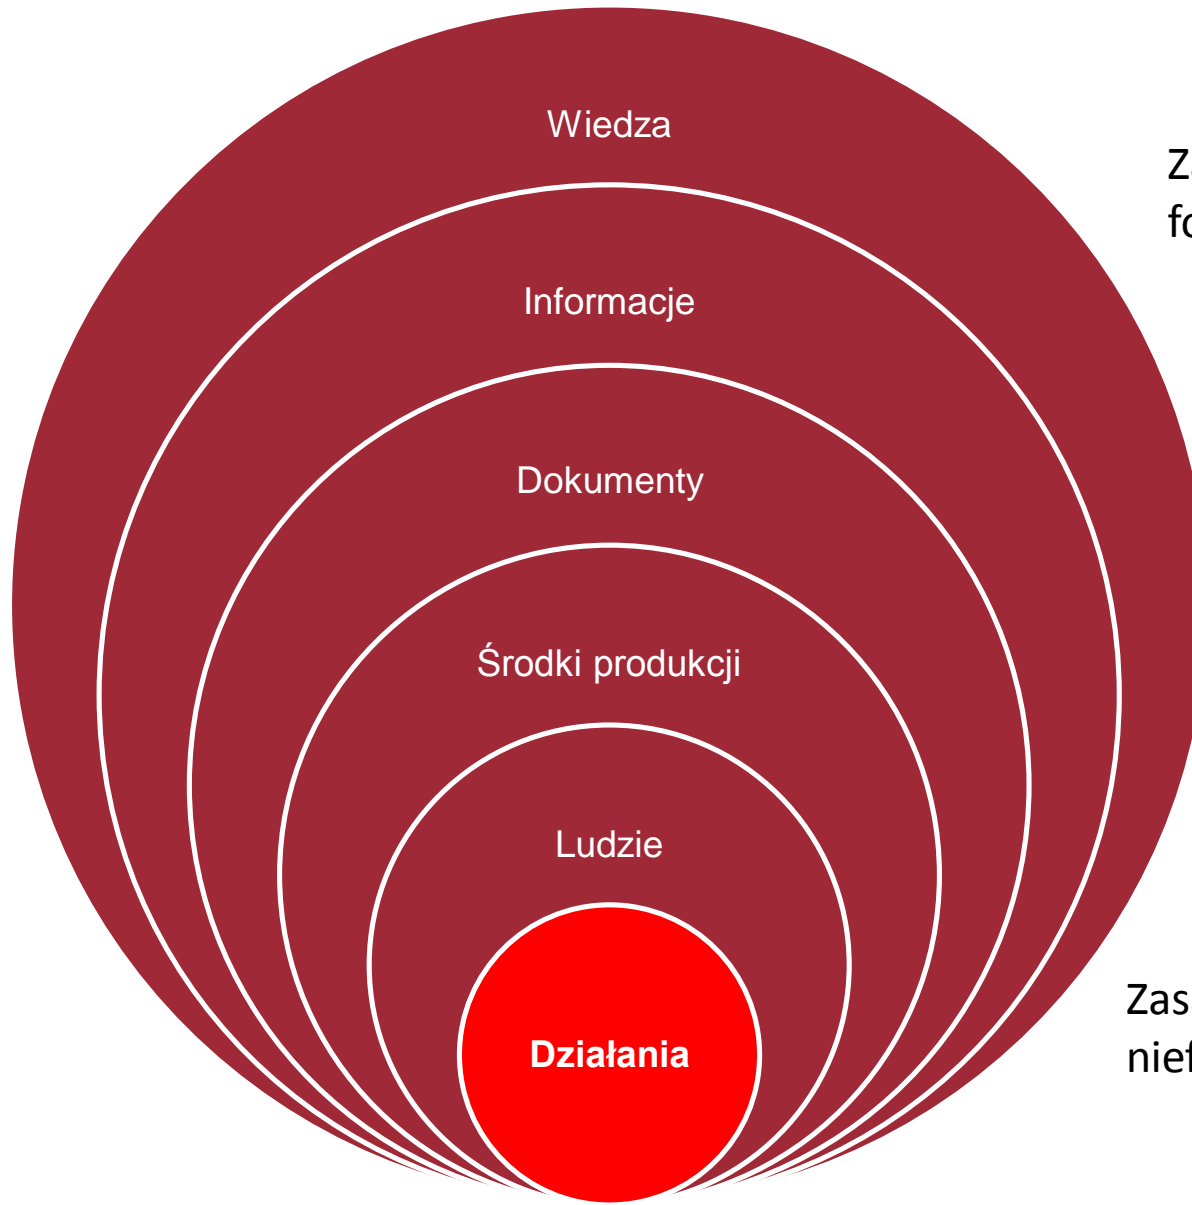 Wiedza
Informacje
Dokumenty
Środki produkcji
Ludzie
Działania